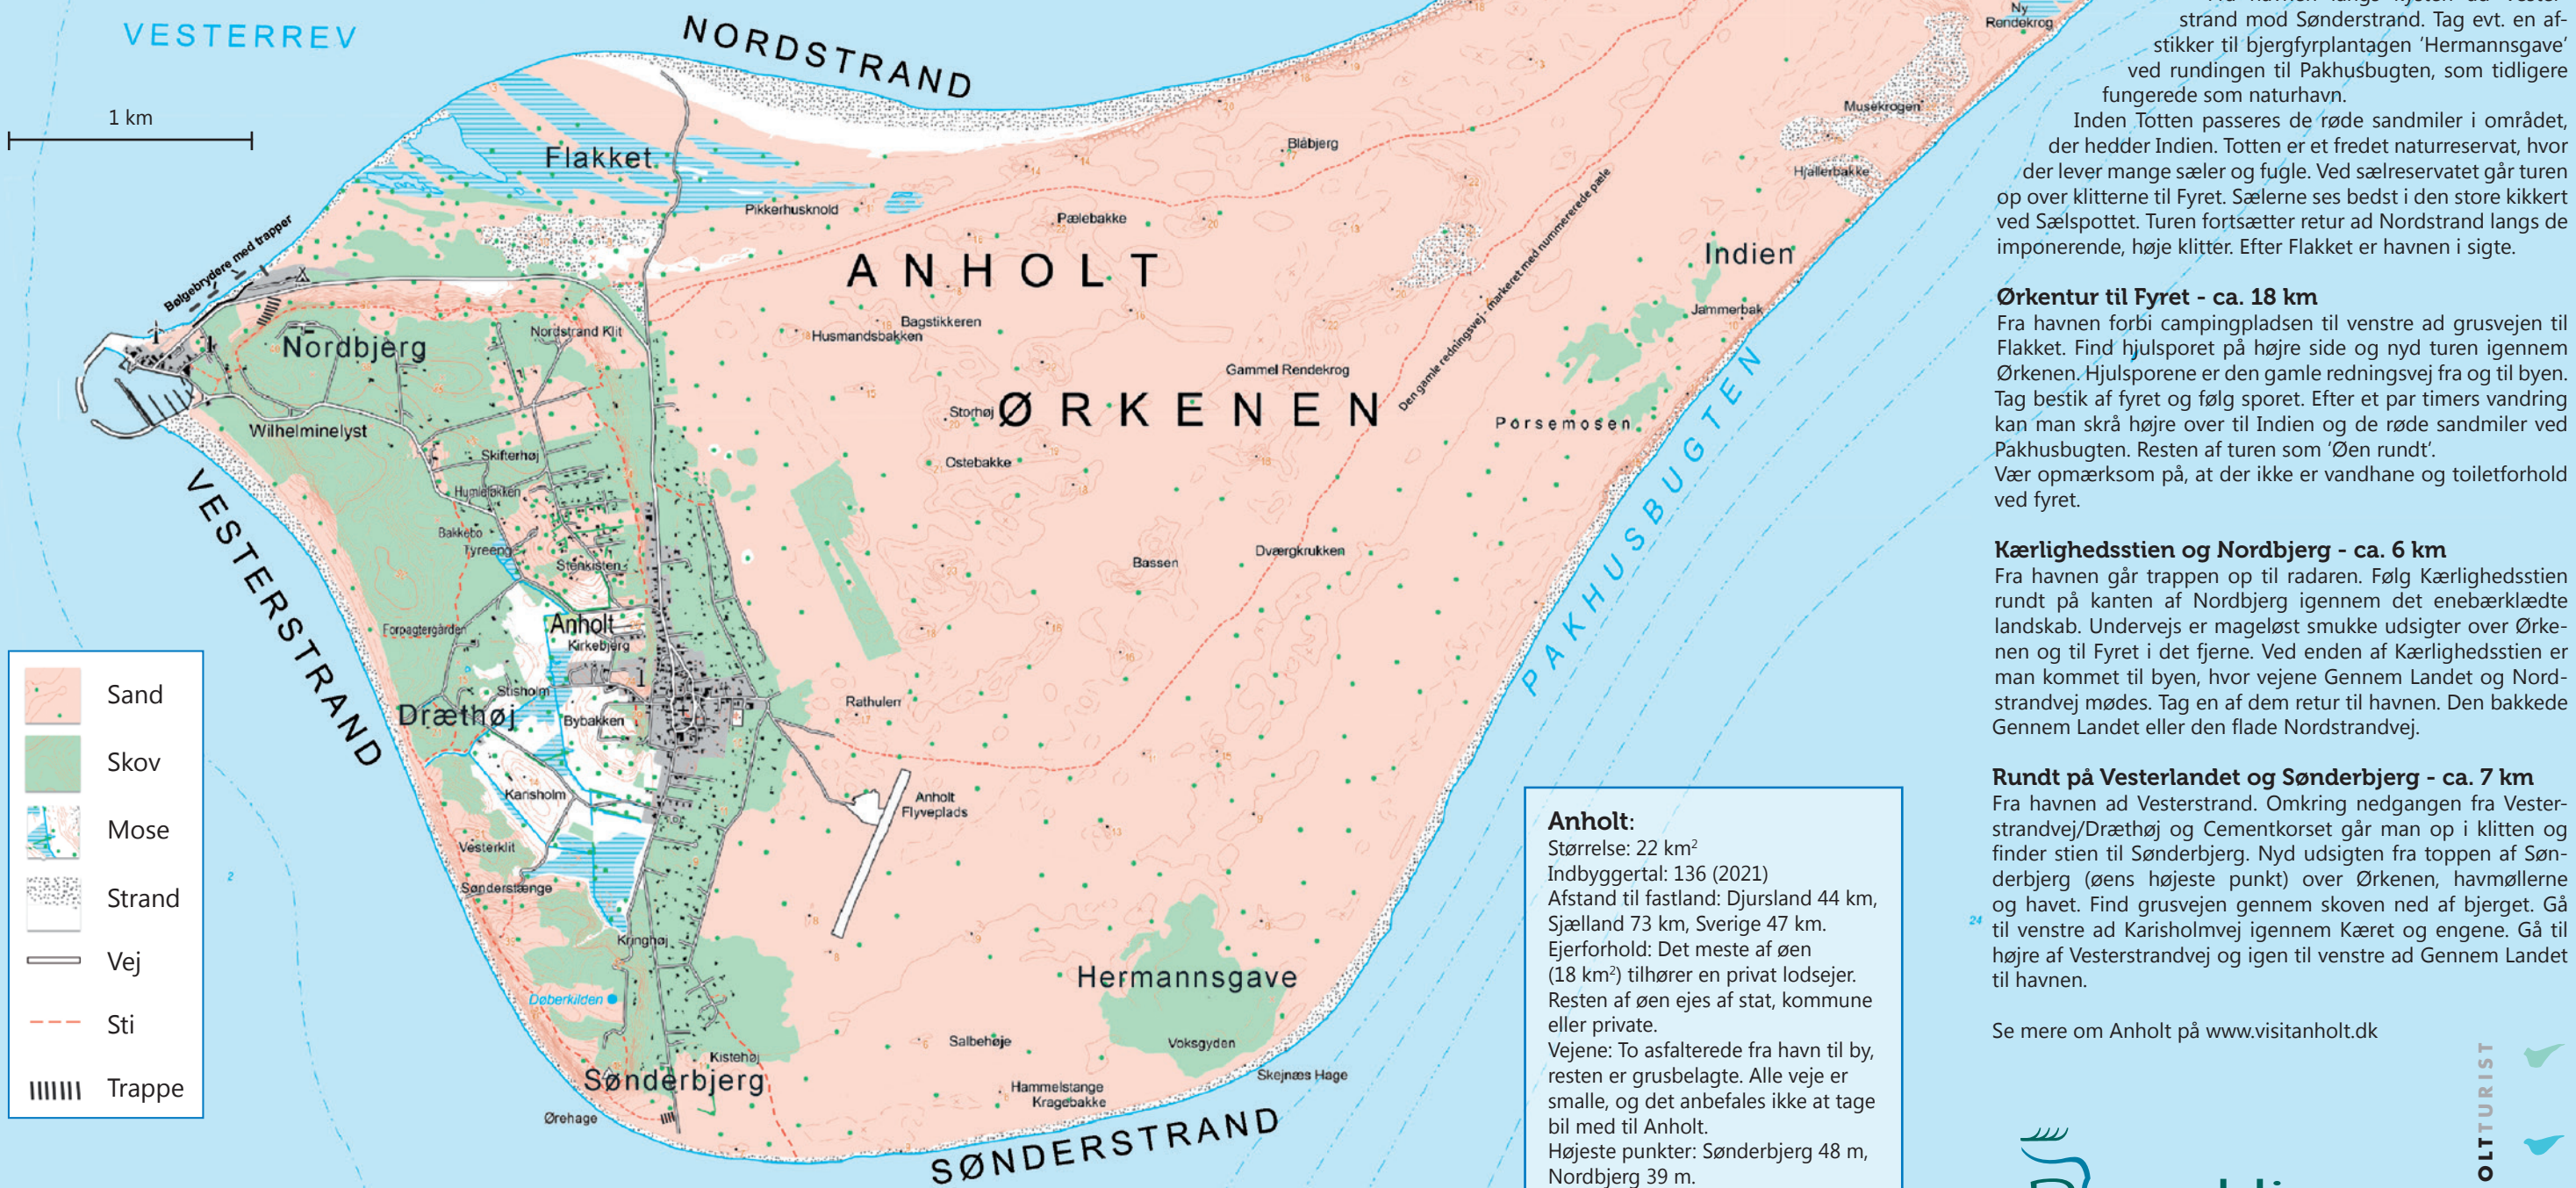 VESTERREV
NORDSTRAND
1 km
Flakket
Bølgebrydere med trapper
Pikkerhusknold
Pælebakke
Blåbjerg
ANHOLT
Nordbjerg
Nordstrand Klit
Husmandsbakken
Bagstikkeren
Gammel Rendekrog
Den gamle redningsvej - markeret med nummererede pæle
Storhøj
ØRKENEN
Wilhelminelyst
Skifterhøj
Ostebakke
Humleløkken
Bakkebo
Tyreeng
Stenkisten
Bassen
Dværgkrukken
VESTERSTRAND
Forpagtergården
Anholt
Kirkebjerg
Stisholm
Dræthøj
Bybakken
Rathulen
Karisholm
Anholt
Flyveplads
Vesterklit
Sønderstænge
Kringhøj
Døberkilden
Hermannsgave
Salbehøje
Voksgyden
Kistehøj
Sønderbjerg
Skejnæs Hage
Hammelstange
Kragebakke
Ørehage
SØNDERSTRAND
PAKHUSBUGTEN
Porsemosen
Indien
Jammerbak
Hjallerbakke
Musekrogen
Ny
Rendekrog
2
24
Sand
Skov
Mose
Strand
Vej
Sti
Trappe
Anholt:
Størrelse: 22 km²
Indbyggertal: 136 (2021)
Afstand til fastland: Djursland 44 km,
Sjælland 73 km, Sverige 47 km.
Ejerforhold: Det meste af øen
(18 km²) tilhører en privat lodsejer.
Resten af øen ejes af stat, kommune
eller private.
Vejene: To asfalterede fra havn til by,
resten er grusbelagte. Alle veje er
smalle, og det anbefales ikke at tage
bil med til Anholt.
Højeste punkter: Sønderbjerg 48 m,
Nordbjerg 39 m.
strand mod Sønderstrand. Tag evt. en af-
stikker til bjergfyrplantagen 'Hermannsgave'
ved rundingen til Pakhusbugten, som tidligere
fungerede som naturhavn.
Inden Totten passeres de røde sandmiler i området,
der hedder Indien. Totten er et fredet naturreservat, hvor
der lever mange sæler og fugle. Ved sælreservatet går turen
op over klitterne til Fyret. Sælerne ses bedst i den store kikkert
ved Sælspottet. Turen fortsætter retur ad Nordstrand langs de
imponerende, høje klitter. Efter Flakket er havnen i sigte.
Ørkentur til Fyret - ca. 18 km
Fra havnen forbi campingpladsen til venstre ad grusvejen til
Flakket. Find hjulsporet på højre side og nyd turen igennem
Ørkenen. Hjulsporene er den gamle redningsvej fra og til byen.
Tag bestik af fyret og følg sporet. Efter et par timers vandring
kan man skrå højre over til Indien og de røde sandmiler ved
Pakhusbugten. Resten af turen som 'Øen rundt'.
Vær opmærksom på, at der ikke er vandhane og toiletforhold
ved fyret.
Kærlighedsstien og Nordbjerg - ca. 6 km
Fra havnen går trappen op til radaren. Følg Kærlighedsstien
rundt på kanten af Nordbjerg igennem det enebærklædte
landskab. Undervejs er mageløst smukke udsigter over Ørke-
nen og til Fyret i det fjerne. Ved enden af Kærlighedsstien er
man kommet til byen, hvor vejene Gennem Landet og Nord-
strandvej mødes. Tag en af dem retur til havnen. Den bakkede
Gennem Landet eller den flade Nordstrandvej.
Rundt på Vesterlandet og Sønderbjerg - ca. 7 km
Fra havnen ad Vesterstrand. Omkring nedgangen fra Vester-
strandvej/Dræthøj og Cementkorset går man op i klitten og
finder stien til Sønderbjerg. Nyd udsigten fra toppen af Søn-
derbjerg (øens højeste punkt) over Ørkenen, havmøllerne
og havet. Find grusvejen gennem skoven ned af bjerget. Gå
til venstre ad Karisholmvej igennem Kæret og engene. Gå til
højre af Vesterstrandvej og igen til venstre ad Gennem Landet
til havnen.
Se mere om Anholt på www.visitanholt.dk
OLTTURIST